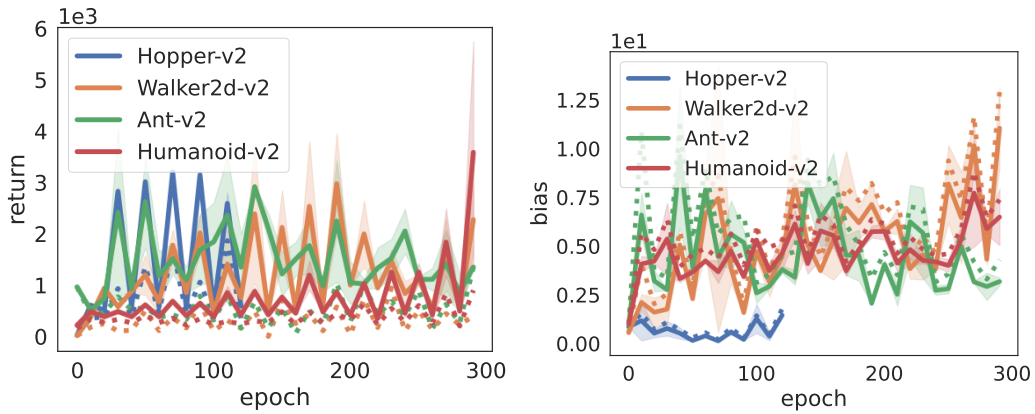 1e3
6
5
4
3
2
1
0
return
Hopper-v2
Walker2d-v2
Ant-v2
Humanoid-v2
0 100 200 300
epoch
1e1
1.25
1.00
0.75
0.50
0.25
0.00
bias
Hopper-v2
Walker2d-v2
Ant-v2
Humanoid-v2
0 100 200 300
epoch